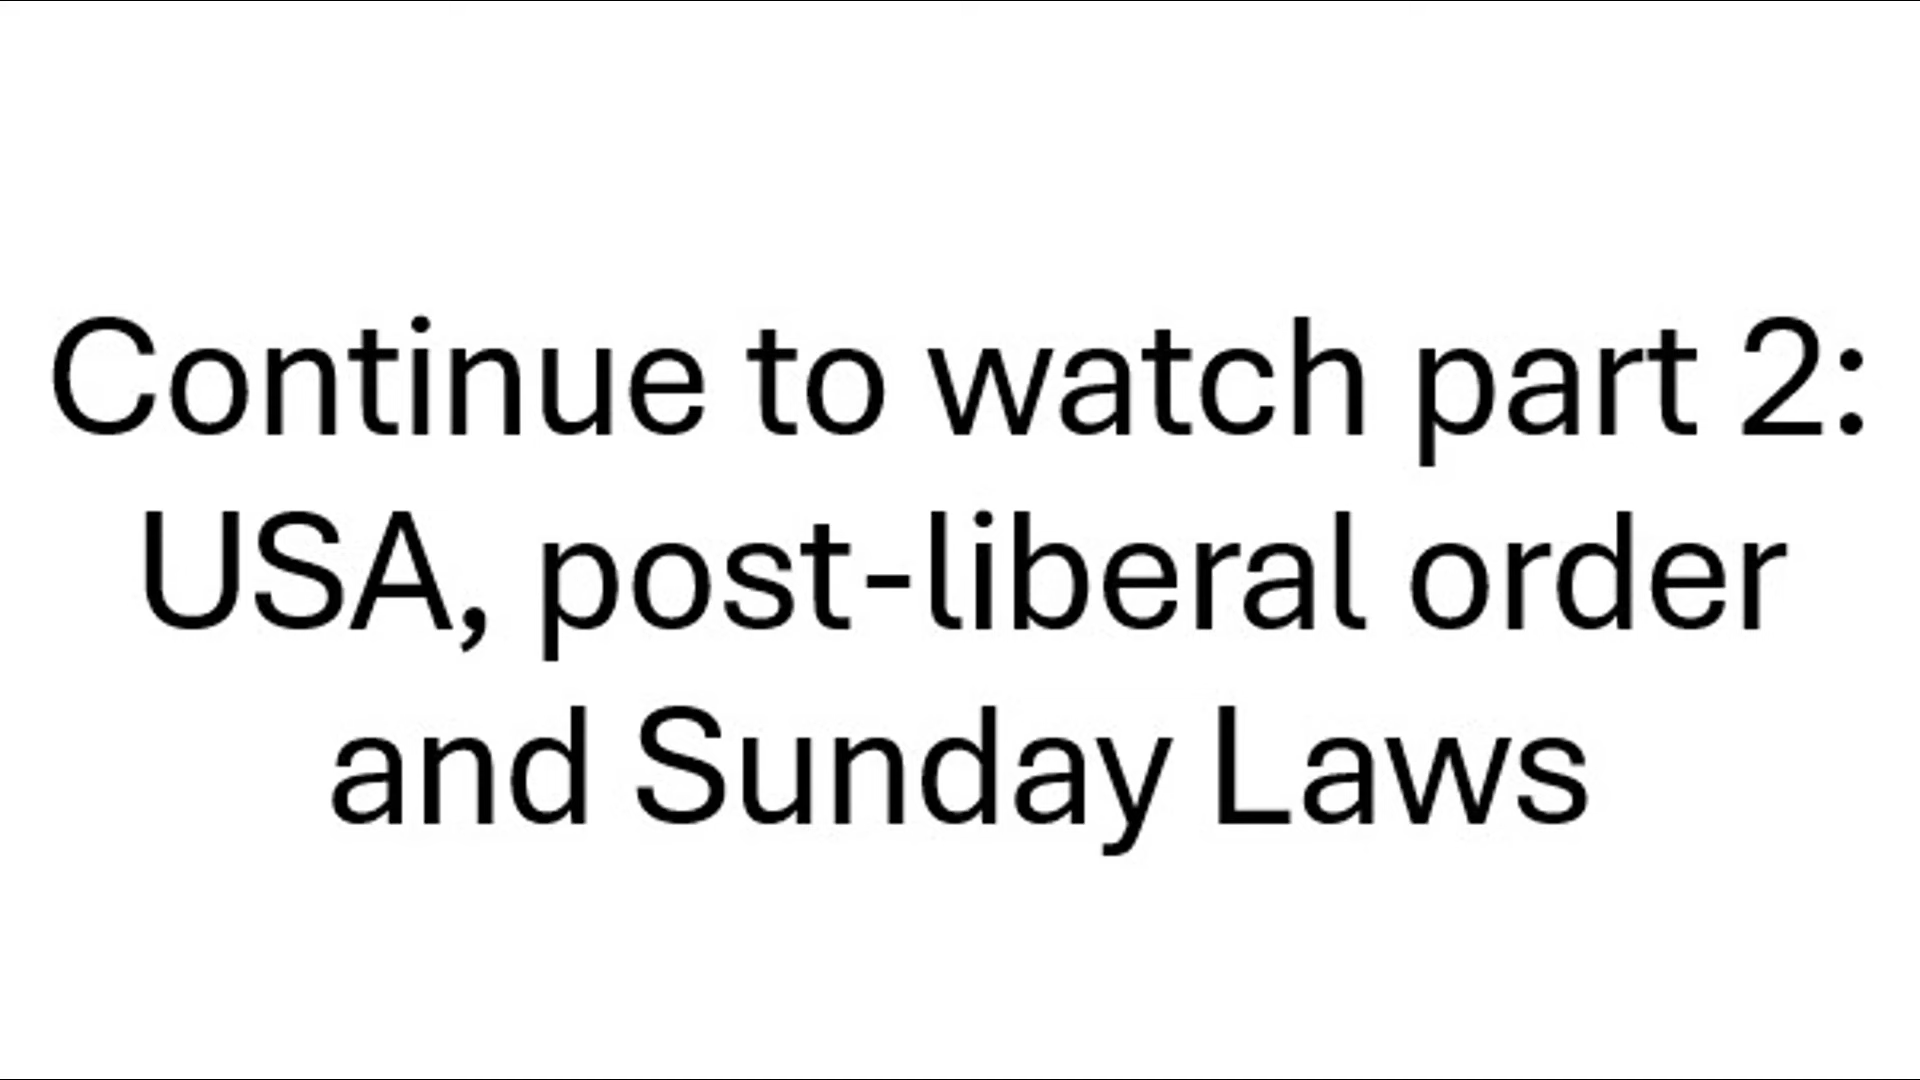 Continue to watch part 2:
USA, post-liberal order
and Sunday Laws